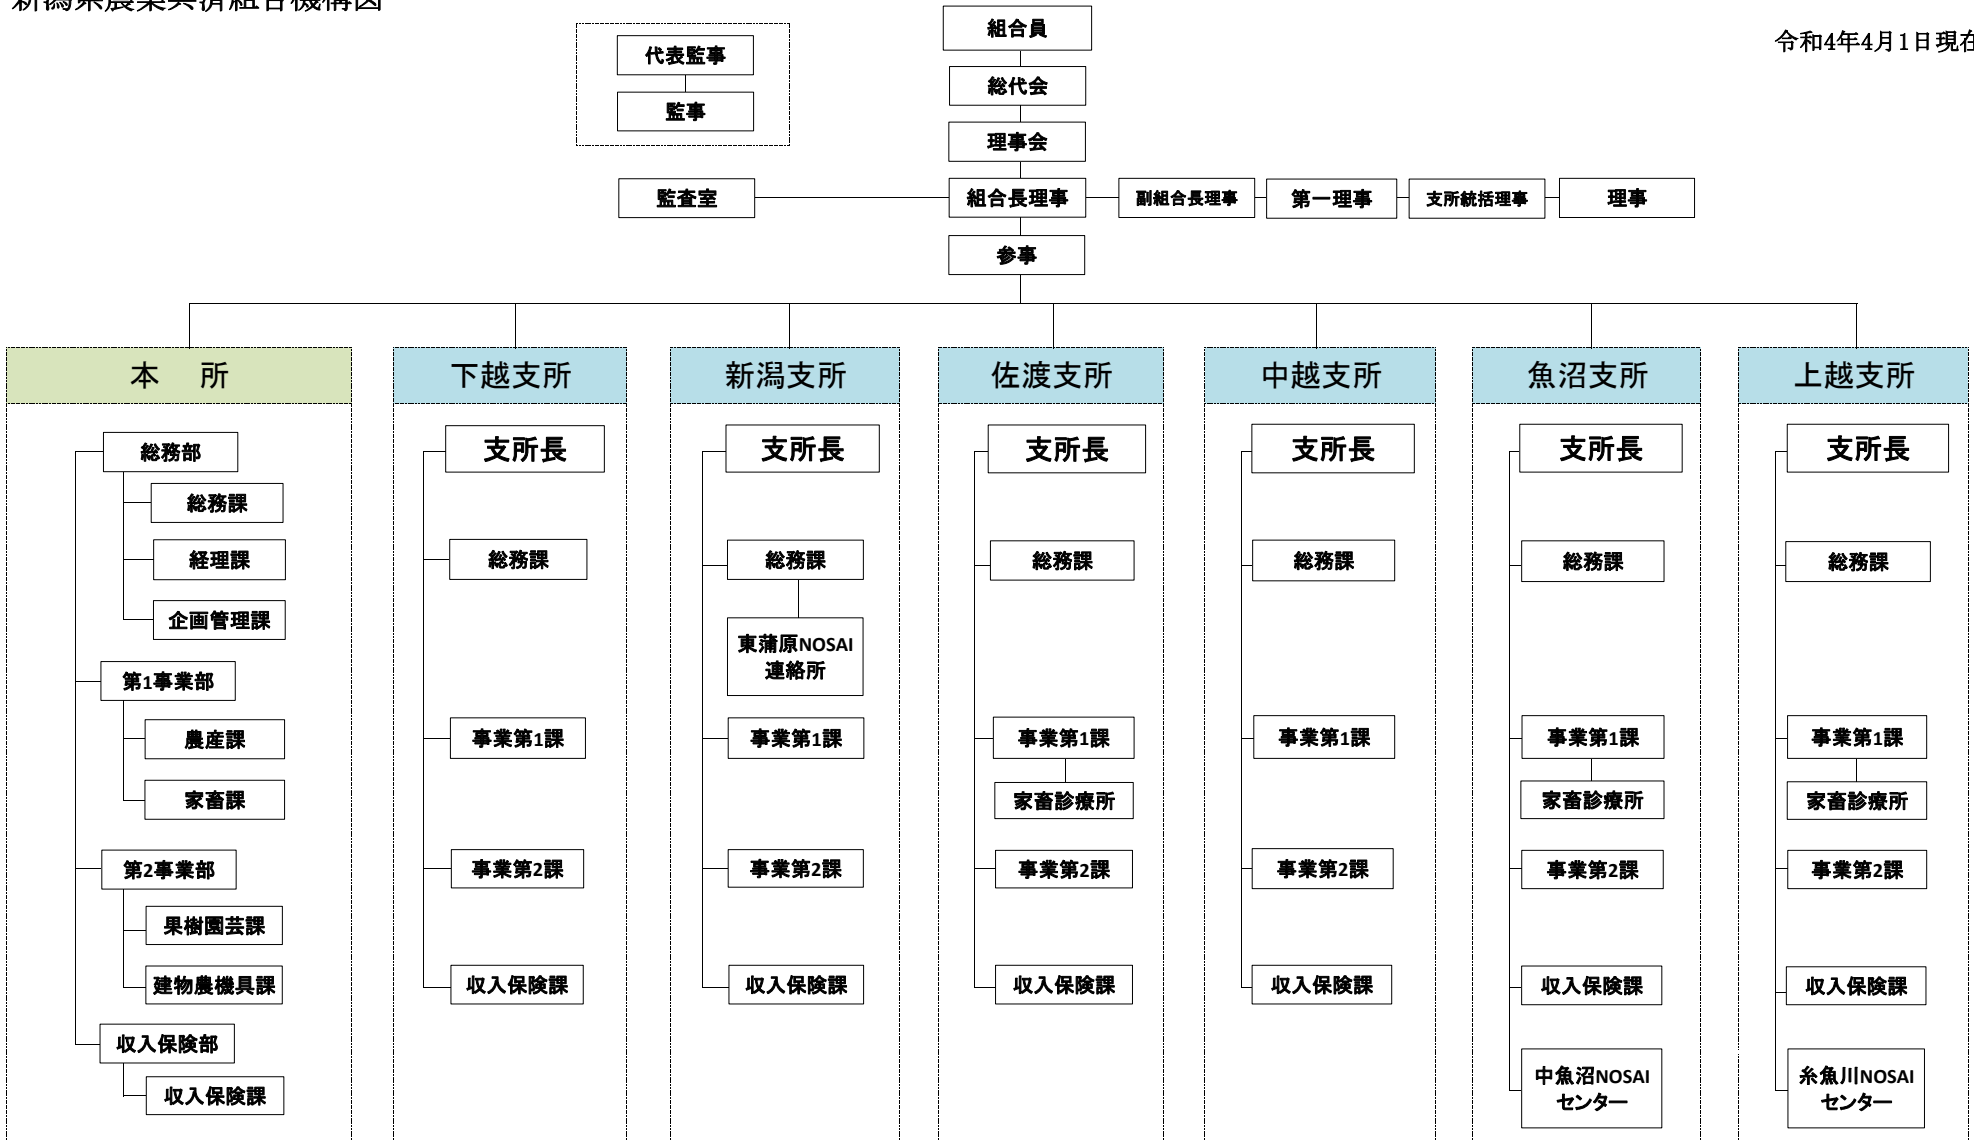 新潟県農業共済組合機構図
令和4年4月1日現在
代表監事
監事
組合員
総代会
理事会
監査室
組合長理事
副組合長理事
第一理事
支所統括理事
理事
参事
本 所
総務部
総務課
経理課
企画管理課
第1事業部
農産課
家畜課
第2事業部
果樹園芸課
建物農機具課
収入保険部
収入保険課
下越支所
支所長
総務課
事業第1課
事業第2課
収入保険課
新潟支所
支所長
総務課
東蒲原NOSAI
連絡所
事業第1課
事業第2課
収入保険課
佐渡支所
支所長
総務課
事業第1課
家畜診療所
事業第2課
収入保険課
中越支所
支所長
総務課
事業第1課
事業第2課
収入保険課
魚沼支所
支所長
総務課
事業第1課
家畜診療所
事業第2課
収入保険課
中魚沼NOSAI
センター
上越支所
支所長
総務課
事業第1課
家畜診療所
事業第2課
収入保険課
糸魚川NOSAI
センター